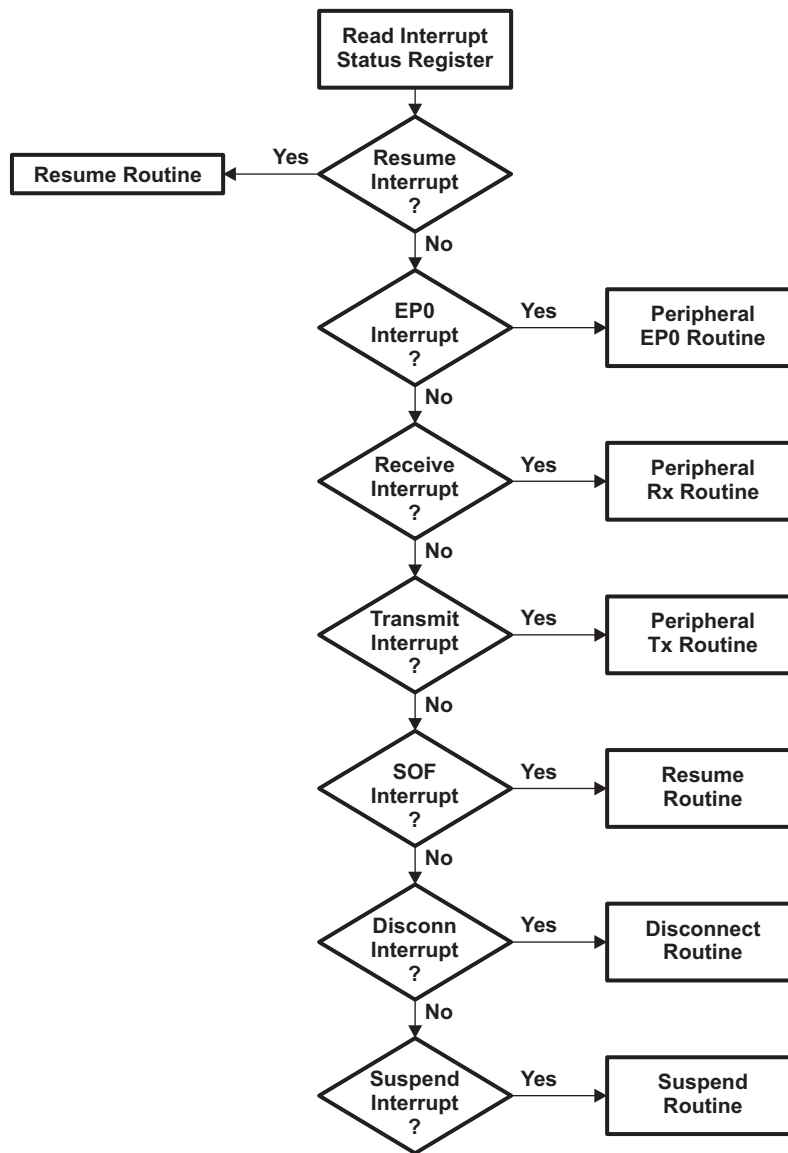 Read Interrupt
Status Register
Resume
Interrupt
?
Yes
Resume Routine
No
EP0
Interrupt
?
Yes
Peripheral
EP0 Routine
No
Receive
Interrupt
?
Yes
Peripheral
Rx Routine
No
Transmit
Interrupt
?
Yes
Peripheral
Tx Routine
No
SOF
Interrupt
?
Yes
Resume
Routine
No
Disconn
Interrupt
?
Yes
Disconnect
Routine
No
Suspend
Interrupt
?
Yes
Suspend
Routine